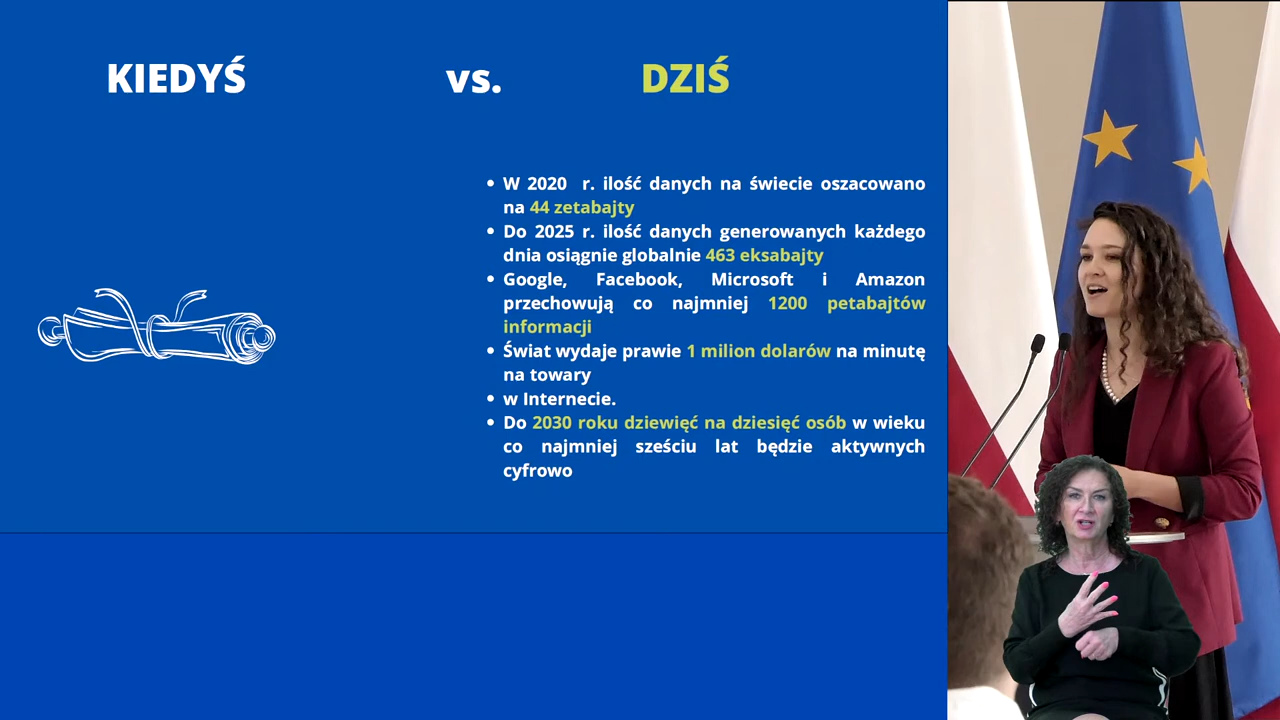 KIEDYŚ vs. DZIŚ
• W 2020 r. ilość danych na świecie oszacowano
na 44 zetabajty
• Do 2025 r. ilość danych generowanych każdego
dnia osiągnie globalnie 463 eksabajty
• Google, Facebook, Microsoft i Amazon
przechowują co najmniej 1200 petabajtów
informacji
• Świat wydaje prawie 1 milion dolarów na minutę
na towary
• w Internecie.
• Do 2030 roku dziewięć na dziesięć osób w wieku
co najmniej sześciu lat będzie aktywnych
cyfrowo